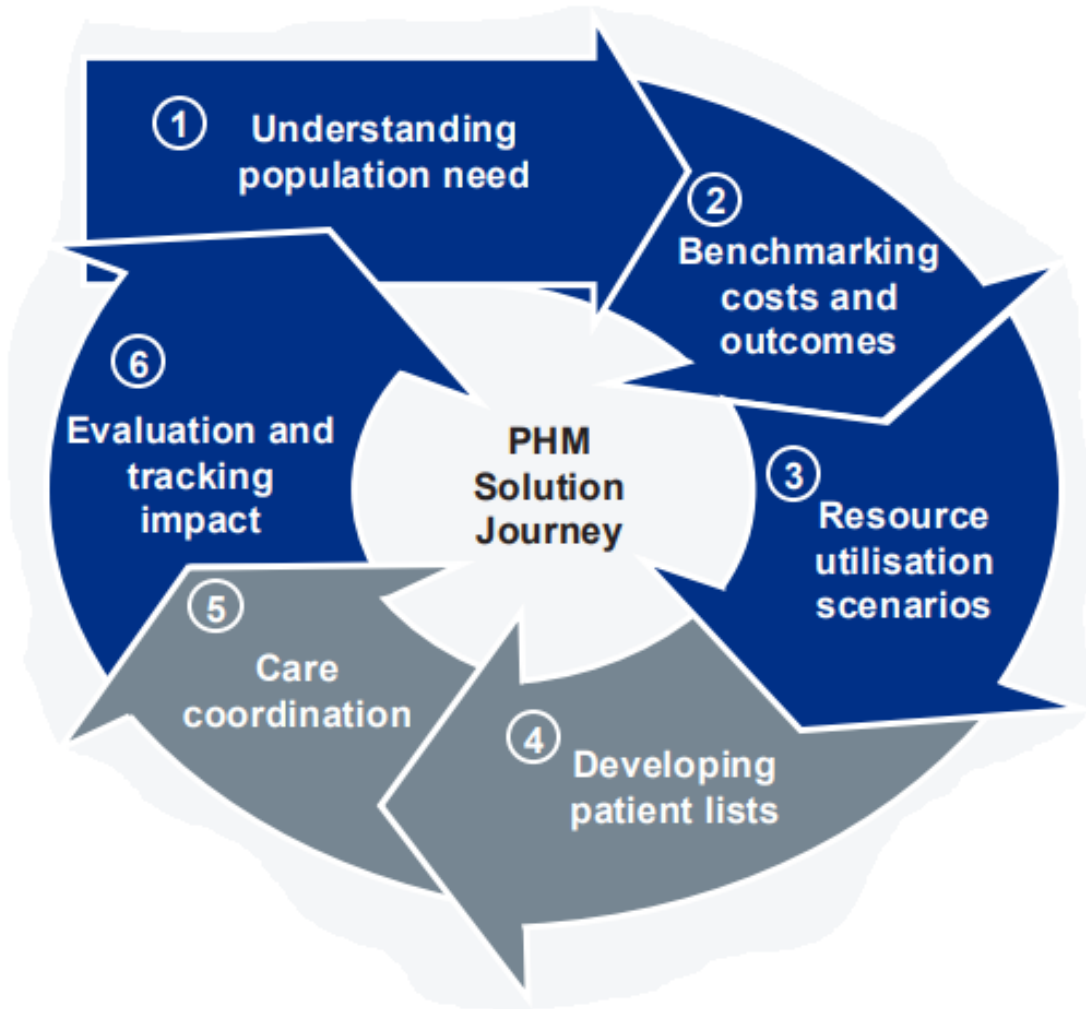 1
Understanding
population need
2
Benchmarking
costs and
outcomes
3
Resource
utilisation
scenarios
4
Developing
patient lists
5
Care
coordination
6
Evaluation and
tracking
impact
PHM
Solution
Journey